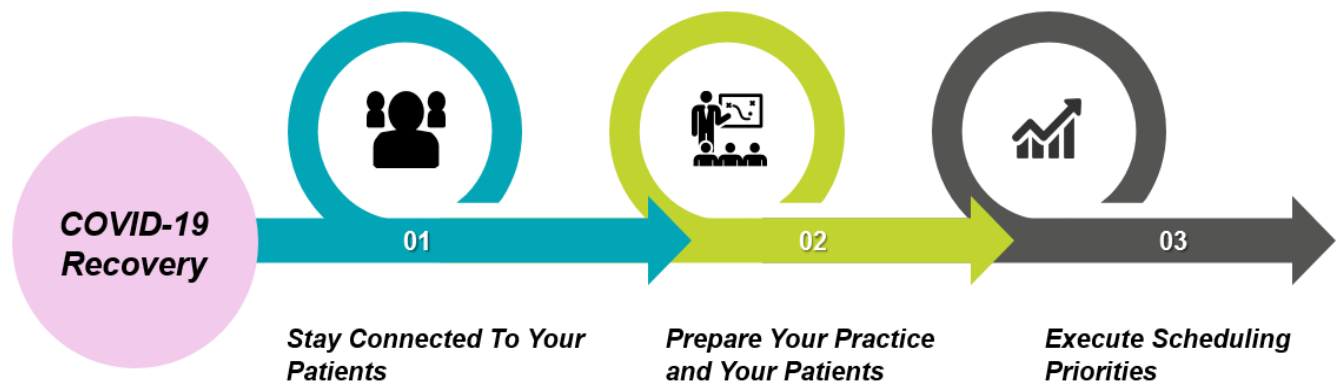 COVID-19
Recovery
01
02
03
Stay Connected To Your
Patients
Prepare Your Practice
and Your Patients
Execute Scheduling
Priorities